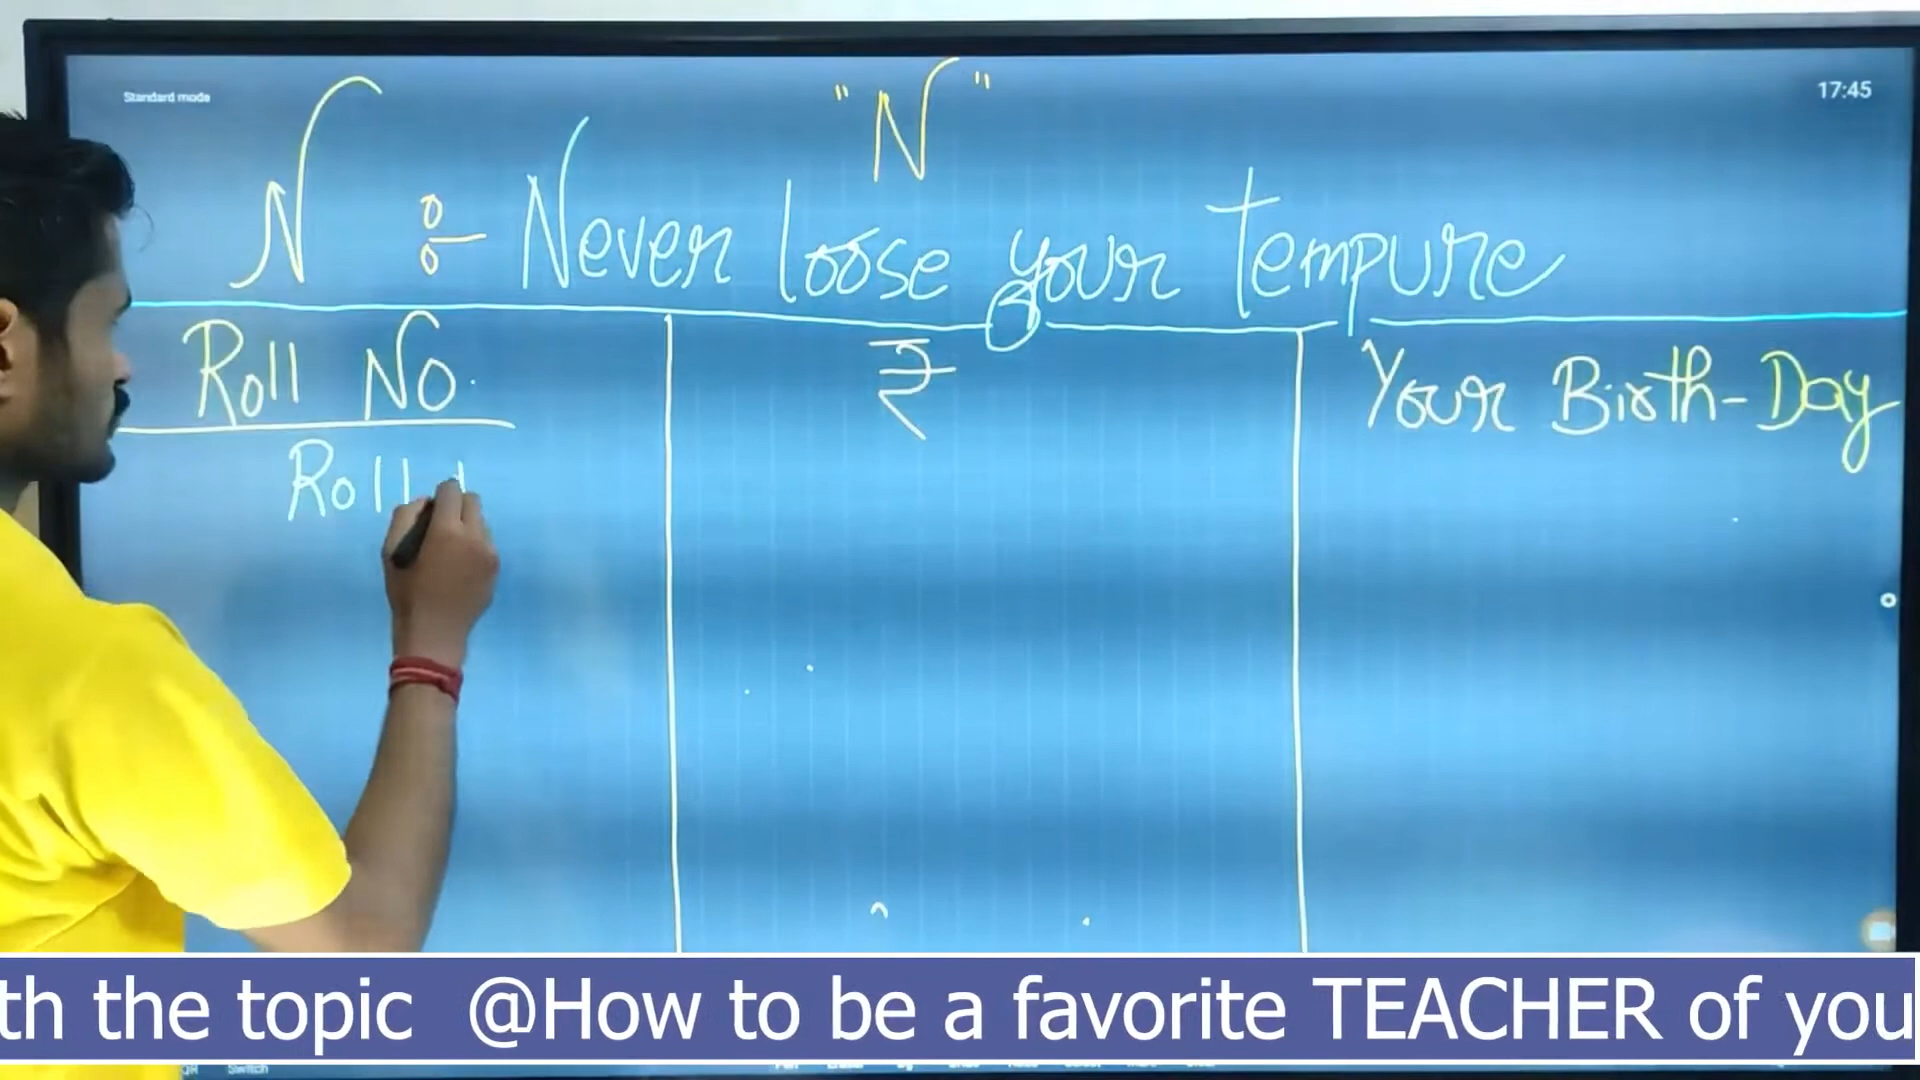 Standard mode
17:45
"N"
N :- Never loose your tempure
Roll No.
₹
Your Birth-Day
Roll
th the topic @How to be a favorite TEACHER of you
Switch